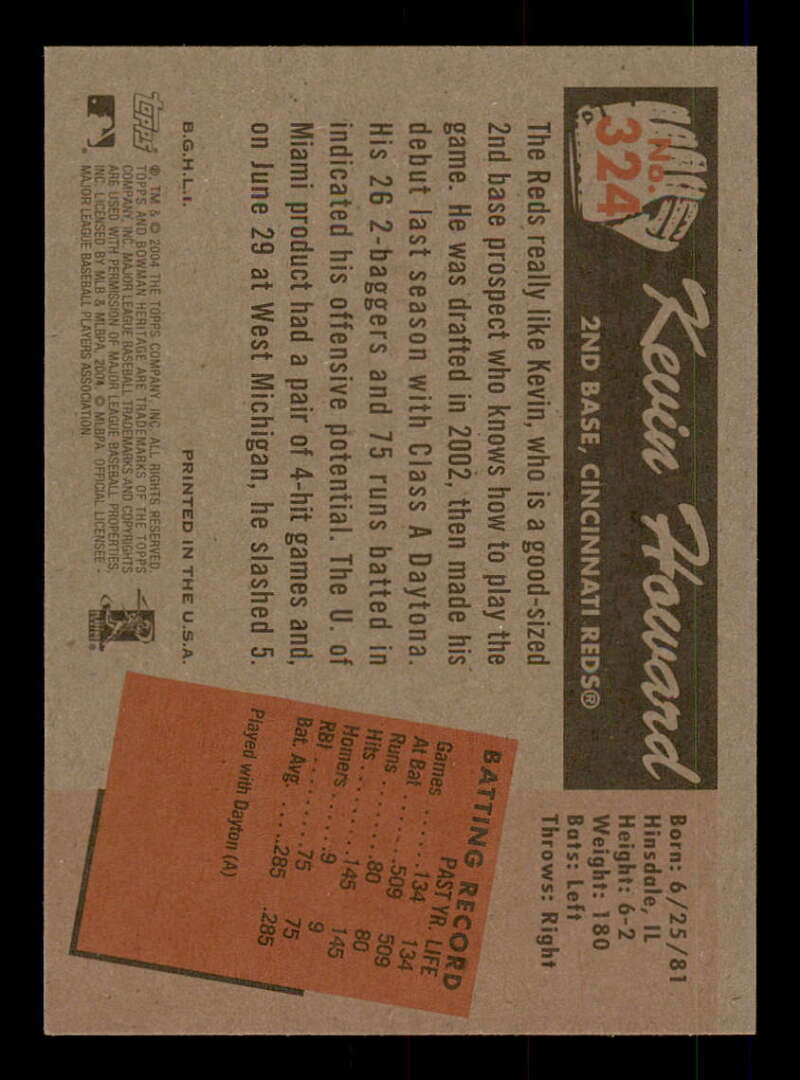 No.
324
Kevin Howard
2ND BASE, CINCINNATI REDS®
Born: 6/25/81
Hinsdale, IL
Height: 6-2
Weight: 180
Bats: Left
Throws: Right
The Reds really like Kevin, who is a good-sized
2nd base prospect who knows how to play the
game. He was drafted in 2002, then made his
debut last season with Class A Daytona.
His 26 2-baggers and 75 runs batted in
indicated his offensive potential. The U. of
Miami product had a pair of 4-hit games and,
on June 29 at West Michigan, he slashed 5.
BATTING RECORD
PAST YR. LIFE
Games ......134 134
At Bat ......509 509
Runs ........80 80
Hits ........145 145
Homers ......9 9
RBI ........75 75
Bat. Avg. .....285 .285
Played with Dayton (A)
B.G.H.L.I. PRINTED IN THE U.S.A.
topps
®, TM & © 2004 THE TOPPS COMPANY, INC. ALL RIGHTS RESERVED.
TOPPS AND BOWMAN HERITAGE ARE TRADEMARKS OF THE TOPPS
COMPANY, INC. MAJOR LEAGUE BASEBALL TRADEMARKS AND COPYRIGHTS
ARE USED WITH PERMISSION OF MAJOR LEAGUE BASEBALL PROPERTIES,
INC. LICENSED BY MLB & MLBPA, 2004. © MLBPA. OFFICIAL LICENSEE -
MAJOR LEAGUE BASEBALL PLAYERS ASSOCIATION